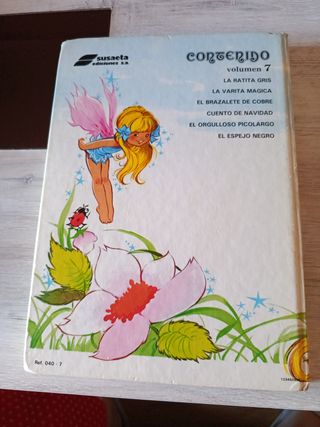 susaeta
ediciones s.a.
CONTENIDO
volumen 7
LA RATITA GRIS
LA VARITA MAGICA
EL BRAZALETE DE COBRE
CUENTO DE NAVIDAD
EL ORGULLOSO PICOLARGO
EL ESPEJO NEGRO
Ref. 040 - 7